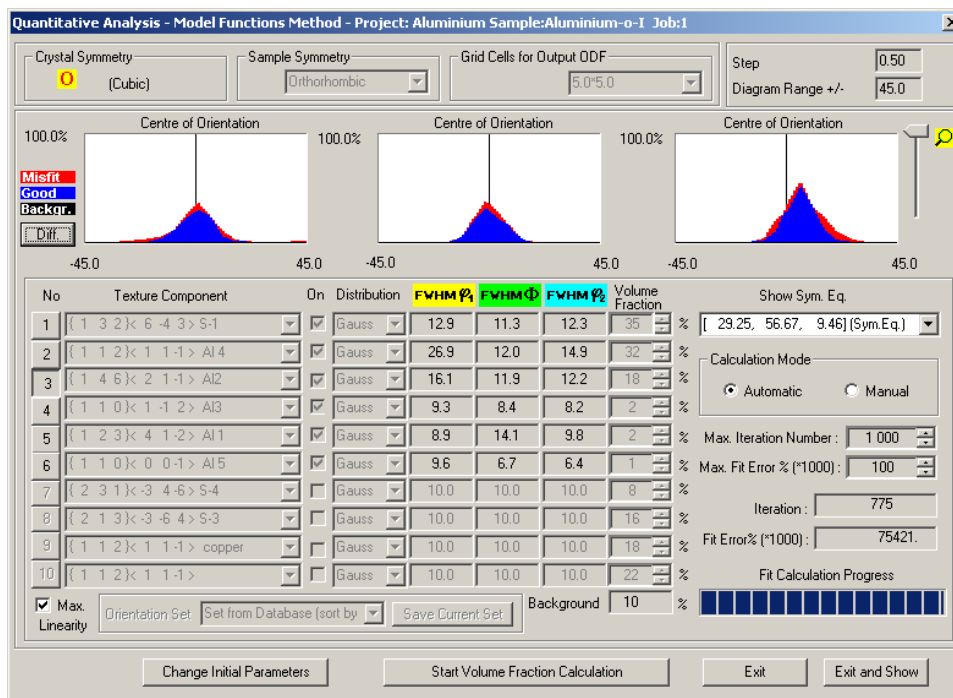 Quantitative Analysis - Model Functions Method - Project: Aluminium Sample:Aluminium-o-I Job:1
Crystal Symmetry
O (Cubic)
Sample Symmetry
Orthorhombic
Grid Cells for Output ODF
5.0*5.0
Step 0.50
Diagram Range +/- 45.0
Centre of Orientation Centre of Orientation Centre of Orientation
100.0% 100.0% 100.0%
Misfit
Good
Backgr.
Diff.
-45.0 45.0 -45.0 45.0 -45.0 45.0
No Texture Component On Distribution FWHM φ1 FWHM Φ FWHM φ2 Volume Fraction
1 { 1 3 2}< 6 -4 3> S-1 Gauss 12.9 11.3 12.3 35 %
2 { 1 1 2}< 1 1 -1> Al 4 Gauss 26.9 12.0 14.9 32 %
3 { 1 4 6}< 2 1 -1> Al2 Gauss 16.1 11.9 12.2 18 %
4 { 1 1 0}< 1 -1 2> Al3 Gauss 9.3 8.4 8.2 2 %
5 { 1 2 3}< 4 1 -2> Al 1 Gauss 8.9 14.1 9.8 2 %
6 { 1 1 0}< 0 0 -1> Al 5 Gauss 9.6 6.7 6.4 1 %
7 { 2 3 1}< -3 4 -6> S-4 Gauss 10.0 10.0 10.0 8 %
8 { 2 1 3}< -3 -6 4> S-3 Gauss 10.0 10.0 10.0 16 %
9 { 1 1 2}< 1 1 -1> copper Gauss 10.0 10.0 10.0 18 %
10 { 1 1 2}< 1 1 -1> Gauss 10.0 10.0 10.0 22 %
Show Sym. Eq.
[ 29.25, 56.67, 9.46] (Sym.Eq.)
Calculation Mode
Automatic Manual
Max. Iteration Number : 1 000
Max. Fit Error % (*1000) : 100
Iteration : 775
Fit Error% (*1000) : 75421.
Fit Calculation Progress
Max. Linearity
Orientation Set Set from Database (sort by Save Current Set
Background 10 %
Change Initial Parameters Start Volume Fraction Calculation Exit Exit and Show